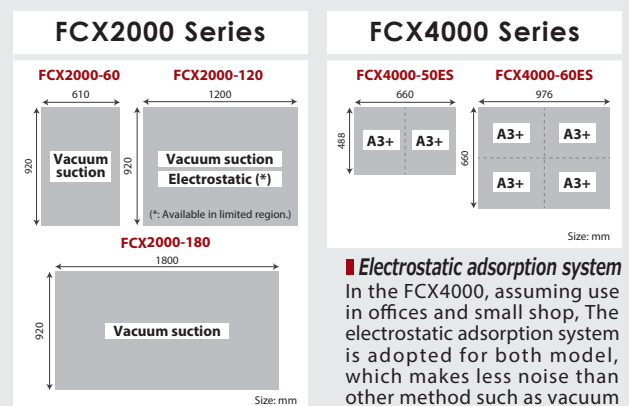 FCX2000 Series
FCX2000-60
FCX2000-120
610
1200
920
Vacuum
suction
920
Vacuum suction
Electrostatic (*)
(*: Available in limited region.)
FCX2000-180
1800
920
Vacuum suction
Size: mm
FCX4000 Series
FCX4000-50ES
FCX4000-60ES
660
976
488
A3+ A3+
660
A3+ A3+
A3+ A3+
Size: mm
Electrostatic adsorption system
In the FCX4000, assuming use
in offices and small shop, The
electrostatic adsorption system
is adopted for both model,
which makes less noise than
other method such as vacuum